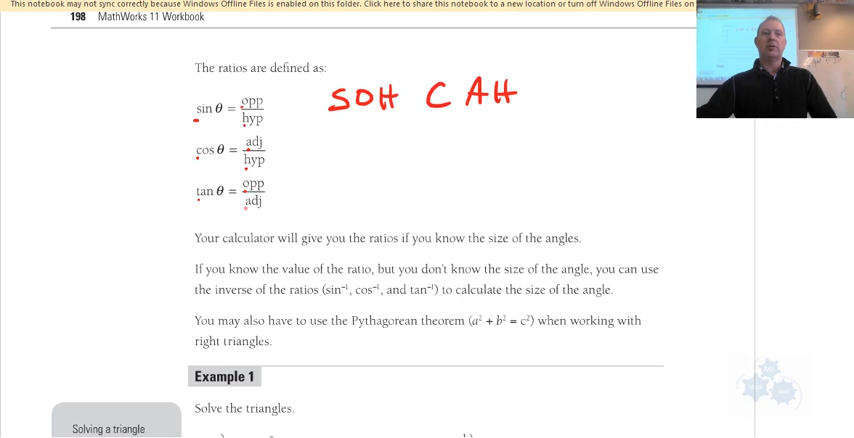 This notebook may not sync correctly because Windows Offline Files is enabled on this folder. Click here to share this notebook to a new location or turn off Windows Offline Files on
198 MathWorks 11 Workbook
The ratios are defined as:
SOH CAH
sin θ = opp/hyp
cos θ = adj/hyp
tan θ = opp/adj
Your calculator will give you the ratios if you know the size of the angles.
If you know the value of the ratio, but you don't know the size of the angle, you can use
the inverse of the ratios (sin⁻¹, cos⁻¹, and tan⁻¹) to calculate the size of the angle.
You may also have to use the Pythagorean theorem (a² + b² = c²) when working with
right triangles.
Example 1
Solve the triangles.
Solving a triangle